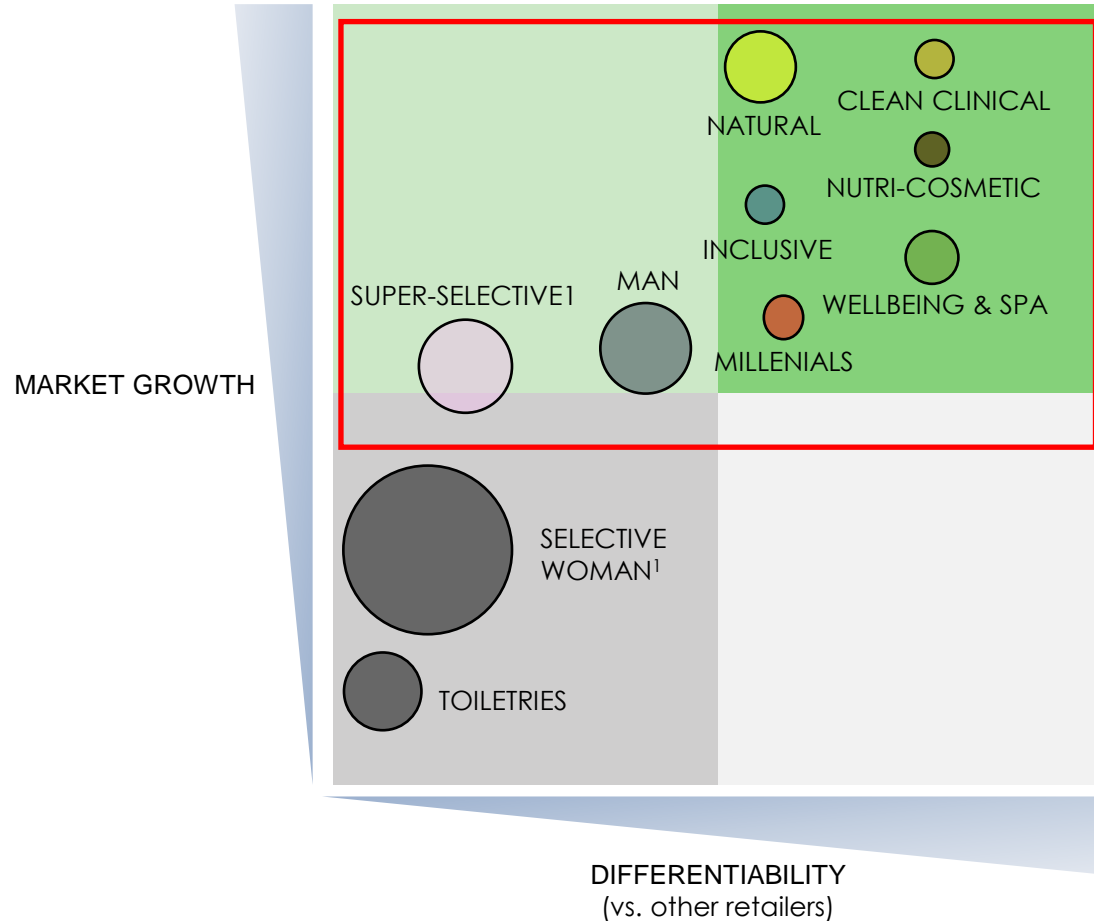 NATURAL
CLEAN CLINICAL
NUTRI-COSMETIC
INCLUSIVE
WELLBEING & SPA
SUPER-SELECTIVE1
MAN
MILLENIALS
MARKET GROWTH
SELECTIVE
WOMAN¹
TOILETRIES
DIFFERENTIABILITY
(vs. other retailers)